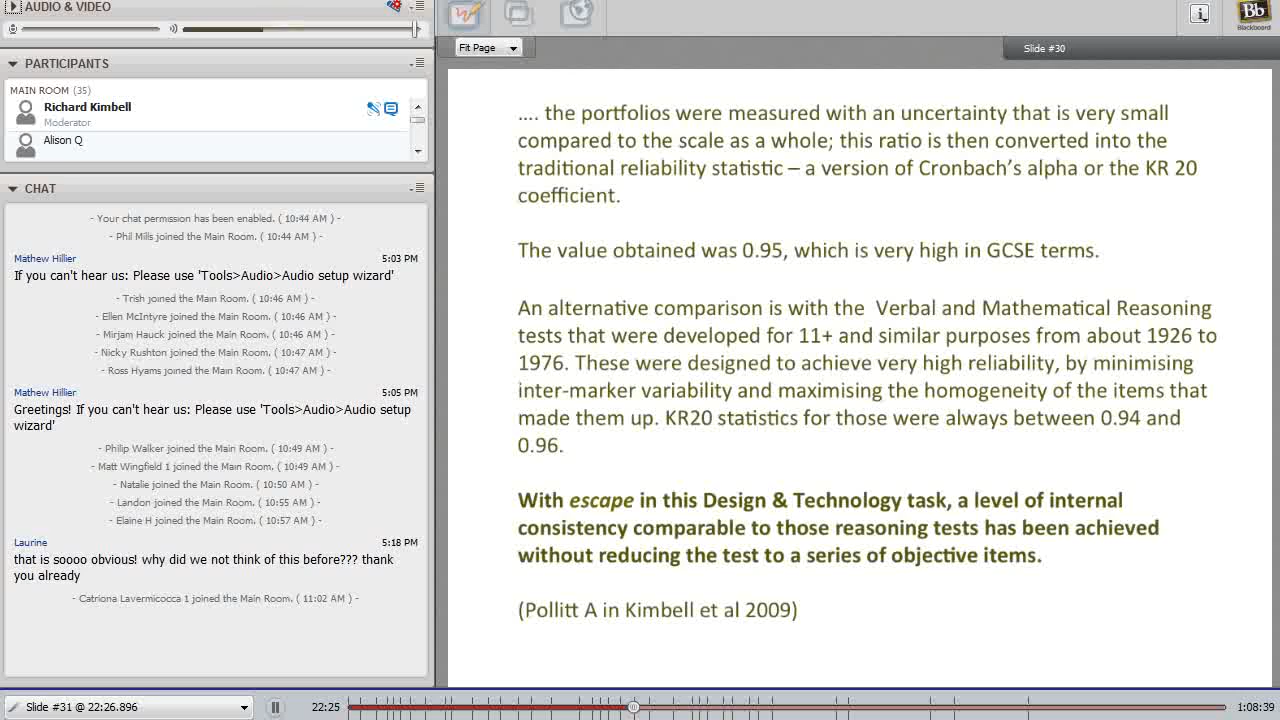 AUDIO & VIDEO
PARTICIPANTS
MAIN ROOM (35)
Richard Kimbell
Moderator
Alison Q
CHAT
- Your chat permission has been enabled. ( 10:44 AM ) -
- Phil Mills joined the Main Room. ( 10:44 AM ) -
Mathew Hillier 5:03 PM
If you can't hear us: Please use 'Tools>Audio>Audio setup wizard'
- Trish joined the Main Room. ( 10:46 AM ) -
- Ellen McIntyre joined the Main Room. ( 10:46 AM ) -
- Mirjam Hauck joined the Main Room. ( 10:46 AM ) -
- Nicky Rushton joined the Main Room. ( 10:47 AM ) -
- Ross Hyams joined the Main Room. ( 10:47 AM ) -
Mathew Hillier 5:05 PM
Greetings! If you can't hear us: Please use 'Tools>Audio>Audio setup
wizard'
- Philip Walker joined the Main Room. ( 10:49 AM ) -
- Matt Wingfield 1 joined the Main Room. ( 10:49 AM ) -
- Natalie joined the Main Room. ( 10:50 AM ) -
- Landon joined the Main Room. ( 10:55 AM ) -
- Elaine H joined the Main Room. ( 10:57 AM ) -
Laurine 5:18 PM
that is soooo obvious! why did we not think of this before??? thank
you already
- Catriona Lavermicocca 1 joined the Main Room. ( 11:02 AM ) -
Slide #31 @ 22:26.896
22:25
1:08:39
Fit Page
Slide #30
i
Bb
Blackboard
.... the portfolios were measured with an uncertainty that is very small
compared to the scale as a whole; this ratio is then converted into the
traditional reliability statistic – a version of Cronbach's alpha or the KR 20
coefficient.
The value obtained was 0.95, which is very high in GCSE terms.
An alternative comparison is with the Verbal and Mathematical Reasoning
tests that were developed for 11+ and similar purposes from about 1926 to
1976. These were designed to achieve very high reliability, by minimising
inter-marker variability and maximising the homogeneity of the items that
made them up. KR20 statistics for those were always between 0.94 and
0.96.
With escape in this Design & Technology task, a level of internal
consistency comparable to those reasoning tests has been achieved
without reducing the test to a series of objective items.
(Pollitt A in Kimbell et al 2009)